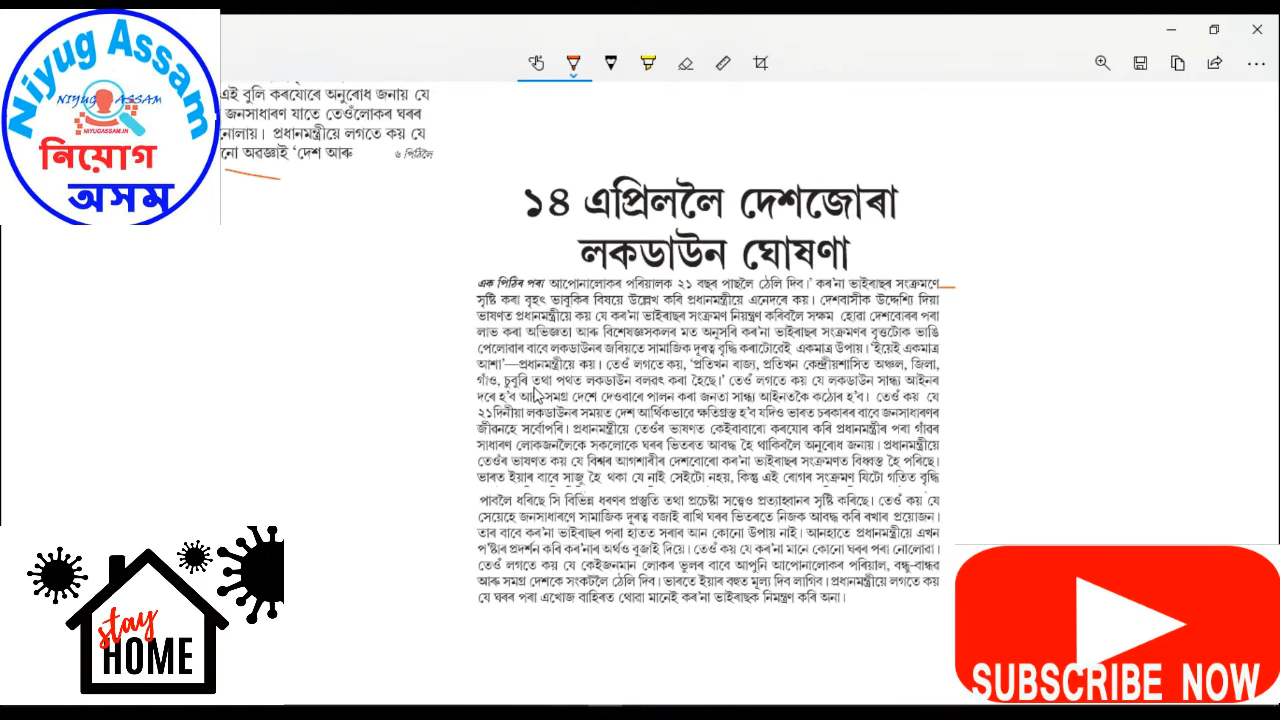 Niyug Assam
NIYUG ASSAM
NIYUGASSAM.IN
নিয়োগ
অসম
এই বুলি কৰযোৰে অনুৰোধ জনায় যে
জনসাধাৰণ যাতে তেওঁলোকৰ ঘৰৰ
নোলায়। প্ৰধানমন্ত্ৰীয়ে লগতে কয় যে
নো অৱজ্ঞাই ‘দেশ আৰু ৬ পিঠিলৈ
১৪ এপ্ৰিললৈ দেশজোৰা
লকডাউন ঘোষণা
এক পিঠিৰ পৰা আপোনালোকৰ পৰিয়ালক ২১ বছৰ পাছলৈ ঠেলি দিব।’ কৰ’না ভাইৰাছৰ সংক্ৰমণে
সৃষ্টি কৰা বৃহৎ ভাবুকিৰ বিষয়ে উল্লেখ কৰি প্ৰধানমন্ত্ৰীয়ে এনেদৰে কয়। দেশবাসীক উদ্দেশ্যি দিয়া
ভাষণত প্ৰধানমন্ত্ৰীয়ে কয় যে কৰ’না ভাইৰাছৰ সংক্ৰমণ নিয়ন্ত্ৰণ কৰিবলৈ সক্ষম হোৱা দেশবোৰৰ পৰা
লাভ কৰা অভিজ্ঞতা আৰু বিশেষজ্ঞসকলৰ মত অনুসৰি কৰ’না ভাইৰাছৰ সংক্ৰমণৰ বৃত্তটোক ভাঙি
পেলোৱাৰ বাবে লকডাউনৰ জৰিয়তে সামাজিক দূৰত্ব বৃদ্ধি কৰাটোৱেই একমাত্ৰ উপায়। ‘ইয়েই একমাত্ৰ
আশা’—প্ৰধানমন্ত্ৰীয়ে কয়। তেওঁ লগতে কয়, ‘প্ৰতিখন ৰাজ্য, প্ৰতিখন কেন্দ্ৰীয়শাসিত অঞ্চল, জিলা,
গাঁও, চুবুৰি তথা পথত লকডাউন বলৱৎ কৰা হৈছে।’ তেওঁ লগতে কয় যে লকডাউন সান্ধ্য আইনৰ
দৰে হ’ব সমগ্ৰ দেশে দেওবাৰে পালন কৰা জনতা সান্ধ্য আইনতকৈ কঠোৰ হ’ব। তেওঁ কয় যে
২১দিনীয়া লকডাউনৰ সময়ত দেশ আৰ্থিকভাৱে ক্ষতিগ্ৰস্ত হ’ব যদিও ভাৰত চৰকাৰৰ বাবে জনসাধাৰণৰ
জীৱনহে সৰ্বোপৰি। প্ৰধানমন্ত্ৰীয়ে তেওঁৰ ভাষণত কেইবাবাৰো কৰযোৰ কৰি প্ৰধানমন্ত্ৰীৰ পৰা গাঁৱৰ
সাধাৰণ লোকজনলৈকে সকলোকে ঘৰৰ ভিতৰত আবদ্ধ হৈ থাকিবলৈ অনুৰোধ জনায়। প্ৰধানমন্ত্ৰীয়ে
তেওঁৰ ভাষণত কয় যে বিশ্বৰ আগশাৰীৰ দেশবোৰো কৰ’না ভাইৰাছৰ সংক্ৰমণত বিধ্বস্ত হৈ পৰিছে।
ভাৰত ইয়াৰ বাবে সাজু হৈ থকা যে নাই সেইটো নহয়, কিন্তু এই ৰোগৰ সংক্ৰমণ যিটো গতিত বৃদ্ধি
পাবলৈ ধৰিছে সি বিভিন্ন ধৰণৰ প্ৰস্তুতি তথা প্ৰচেষ্টা সত্ত্বেও প্ৰত্যাহ্বানৰ সৃষ্টি কৰিছে। তেওঁ কয় যে
সেয়েহে জনসাধাৰণে সামাজিক দূৰত্ব বজাই ৰাখি ঘৰৰ ভিতৰতে নিজক আবদ্ধ কৰি ৰখাৰ প্ৰয়োজন।
তাৰ বাবে কৰ’না ভাইৰাছৰ পৰা হাতত সৰাৰ আন কোনো উপায় নাই। আনহাতে প্ৰধানমন্ত্ৰীয়ে এখন
প’ষ্টাৰ প্ৰদৰ্শন কৰি কৰ’নাৰ অৰ্থও বুজাই দিয়ে। তেওঁ কয় যে কৰ’না মানে কোনো ঘৰৰ পৰা নোলোৱা।
তেওঁ লগতে কয় যে কেইজনমান লোকৰ ভুলৰ বাবে আপুনি আপোনালোকৰ পৰিয়াল, বন্ধু-বান্ধৱ
আৰু সমগ্ৰ দেশকে সংকটলৈ ঠেলি দিব। ভাৰতে ইয়াৰ বহুত মূল্য দিব লাগিব। প্ৰধানমন্ত্ৰীয়ে লগতে কয়
যে ঘৰৰ পৰা এখোজ বাহিৰত থোৱা মানেই কৰ’না ভাইৰাছক নিমন্ত্ৰণ কৰি অনা।
stay
HOME
SUBSCRIBE NOW